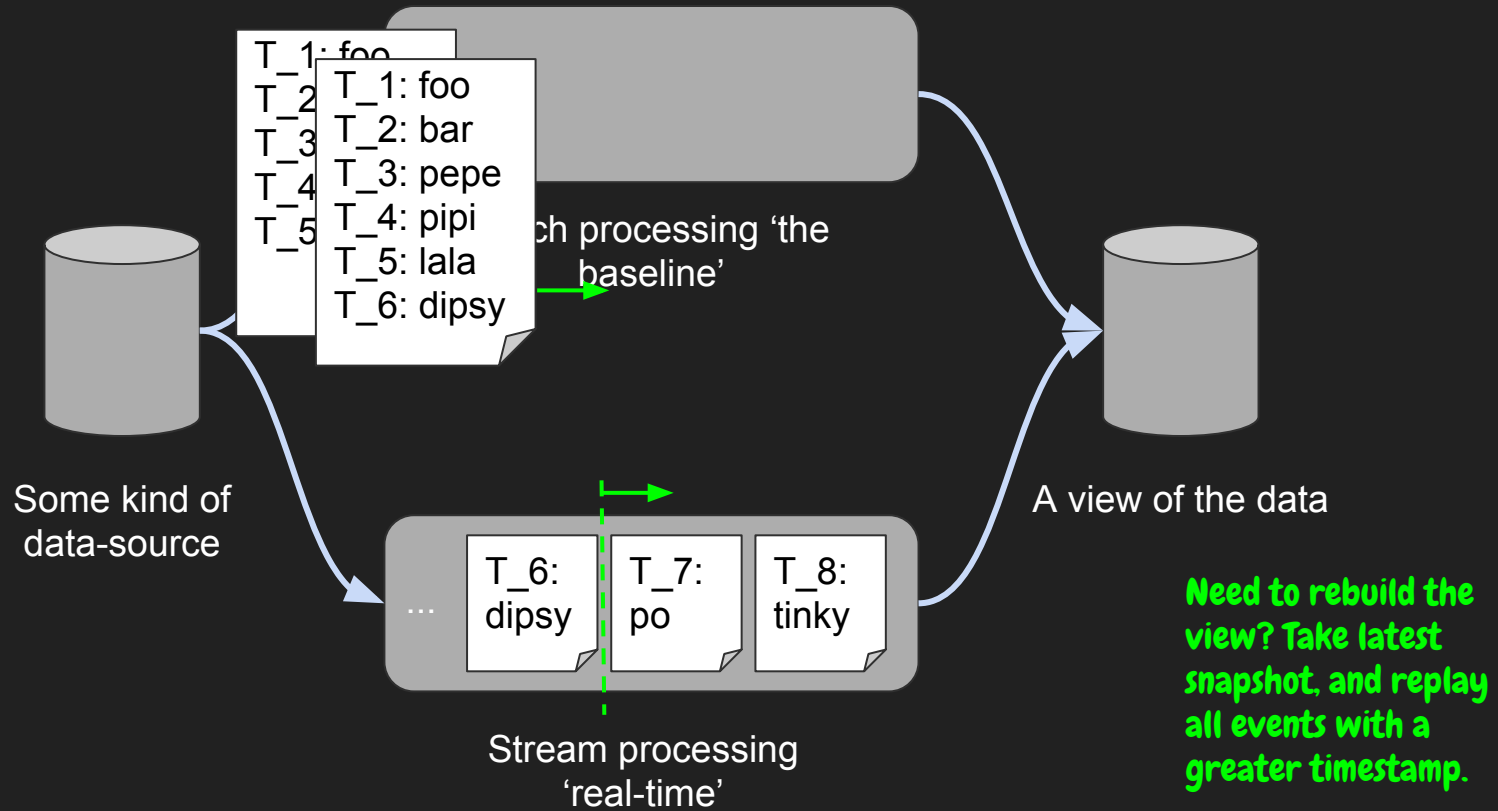 T_1: foo
T_2
T_3
T_4
T_5
T_1: foo
T_2: bar
T_3: pepe
T_4: pipi
T_5: lala
T_6: dipsy
ch processing ‘the
baseline’
Some kind of
data-source
A view of the data
...
T_6:
dipsy
T_7:
po
T_8:
tinky
Stream processing
‘real-time’
Need to rebuild the
view? Take latest
snapshot, and replay
all events with a
greater timestamp.